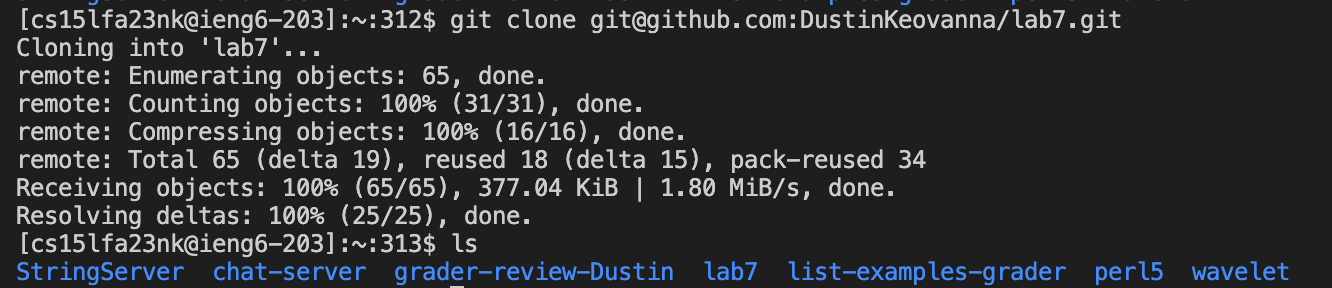 [cs15lfa23nk@ieng6-203]:~:312$ git clone git@github.com:DustinKeovanna/lab7.git
Cloning into 'lab7'...
remote: Enumerating objects: 65, done.
remote: Counting objects: 100% (31/31), done.
remote: Compressing objects: 100% (16/16), done.
remote: Total 65 (delta 19), reused 18 (delta 15), pack-reused 34
Receiving objects: 100% (65/65), 377.04 KiB | 1.80 MiB/s, done.
Resolving deltas: 100% (25/25), done.
[cs15lfa23nk@ieng6-203]:~:313$ ls
StringServer  chat-server  grader-review-Dustin  lab7  list-examples-grader  perl5  wavelet